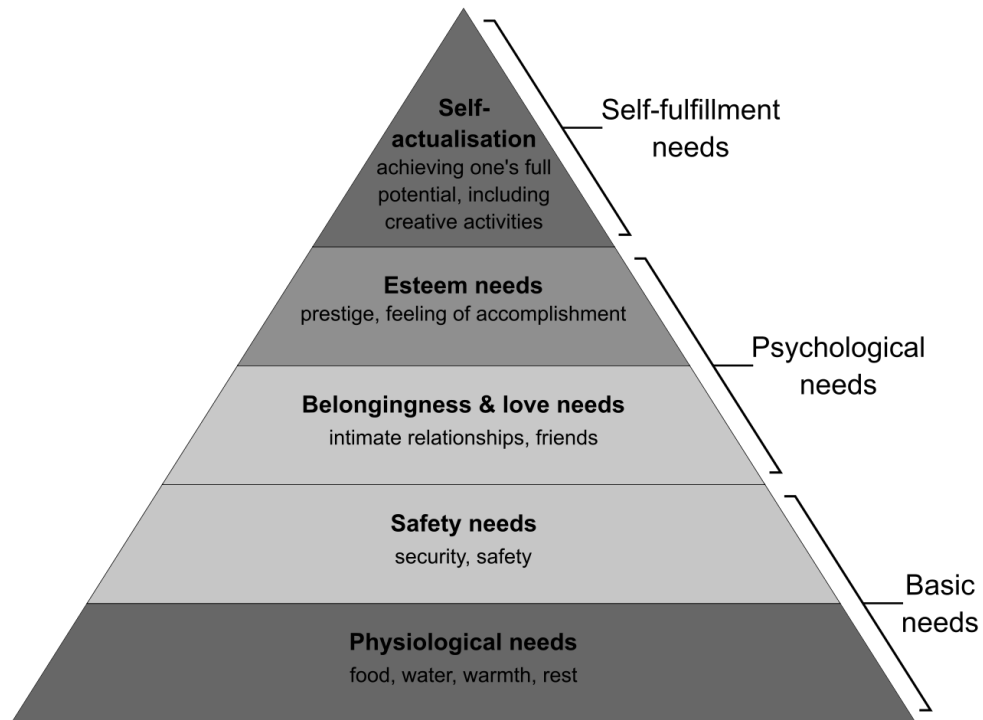 Self-
actualisation
achieving one's full
potential, including
creative activities
Self-fulfillment
needs
Esteem needs
prestige, feeling of accomplishment
Psychological
needs
Belongingness & love needs
intimate relationships, friends
Safety needs
security, safety
Basic
needs
Physiological needs
food, water, warmth, rest